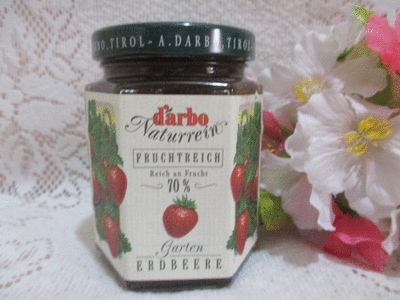 TIROL - A. DARBO. TIROL
d'arbo
Naturrein
FRUCHTREICH
Reich an Frucht
70 %
Garten
ERDBEERE